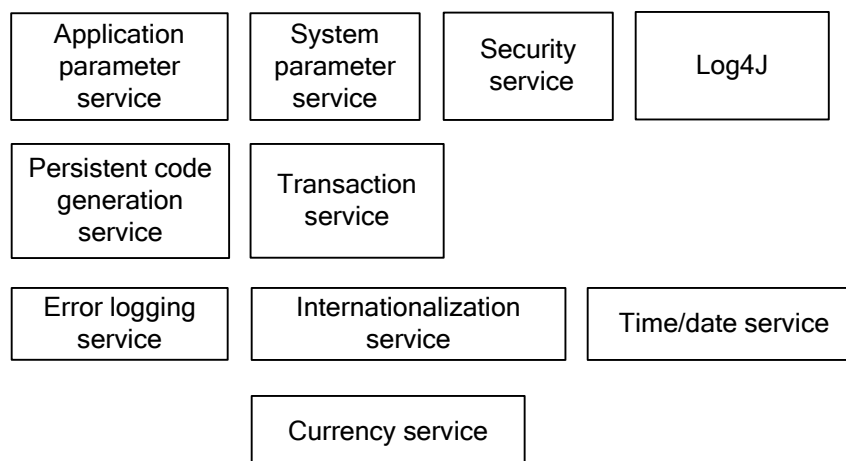 Application
parameter
service
System
parameter
service
Security
service
Log4J
Persistent code
generation
service
Transaction
service
Error logging
service
Internationalization
service
Time/date service
Currency service